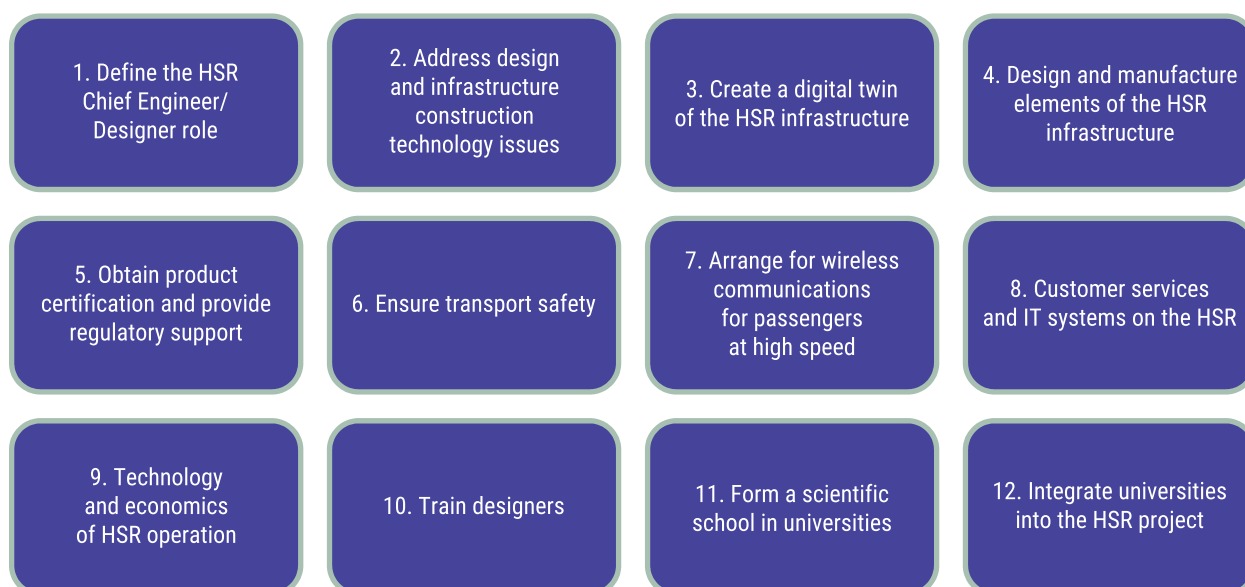 1. Define the HSR
Chief Engineer/
Designer role
2. Address design
and infrastructure
construction
technology issues
3. Create a digital twin
of the HSR infrastructure
4. Design and manufacture
elements of the HSR
infrastructure
5. Obtain product
certification and provide
regulatory support
6. Ensure transport safety
7. Arrange for wireless
communications
for passengers
at high speed
8. Customer services
and IT systems on the HSR
9. Technology
and economics
of HSR operation
10. Train designers
11. Form a scientific
school in universities
12. Integrate universities
into the HSR project